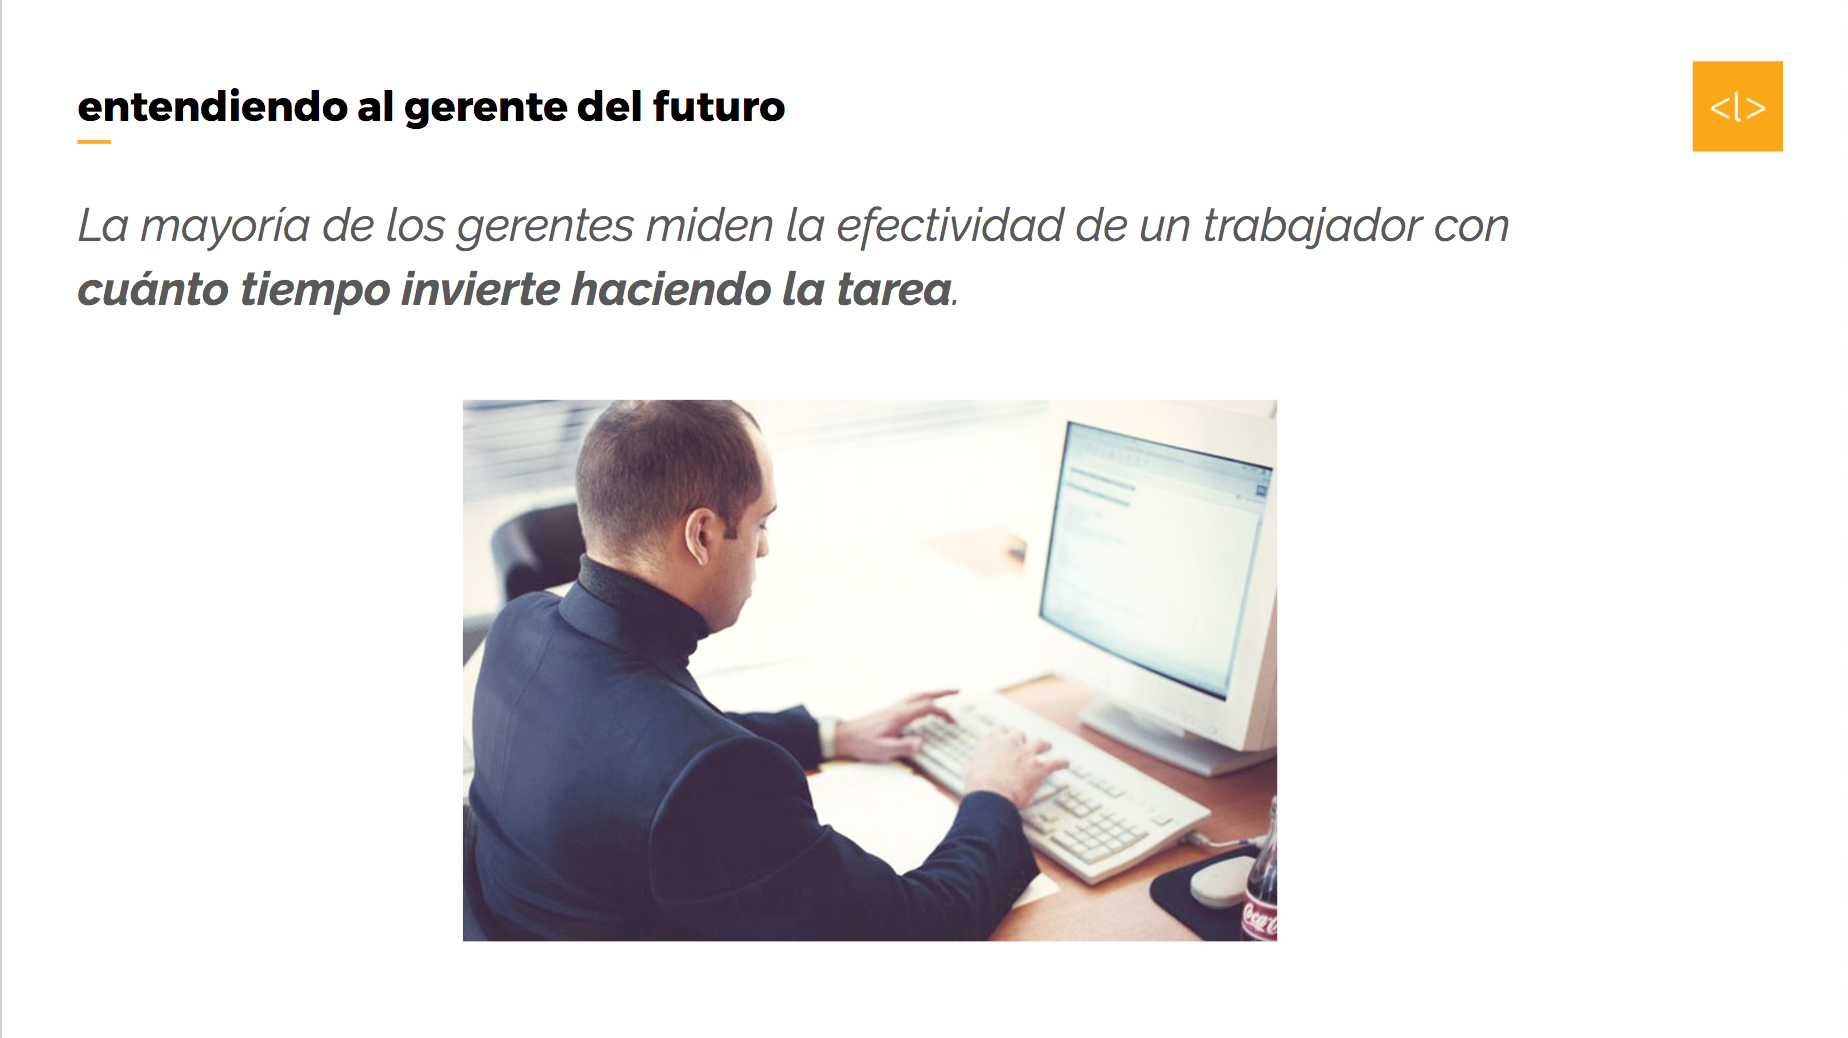 entendiendo al gerente del futuro
<l>
La mayoría de los gerentes miden la efectividad de un trabajador con
cuánto tiempo invierte haciendo la tarea.